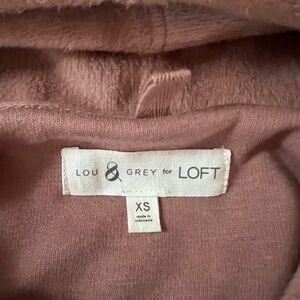 LOU & GREY for LOFT
XS
made in
indonesia